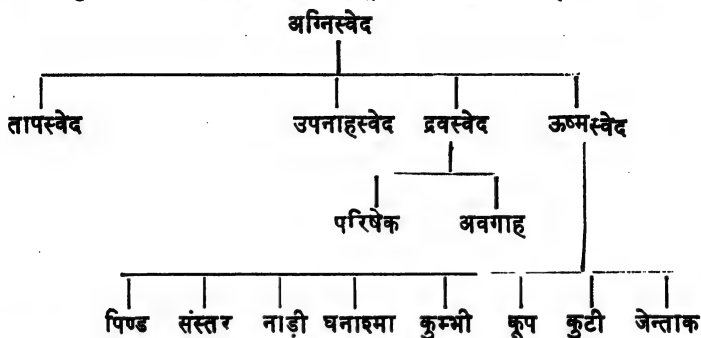 अग्निस्वेद
तापस्वेद उपनाहस्वेद द्रवस्वेद ऊष्मस्वेद
परिषेक अवगाह
पिण्ड संस्तर नाड़ी घनाश्मा कुम्भी कूप कुटी जेन्ताक